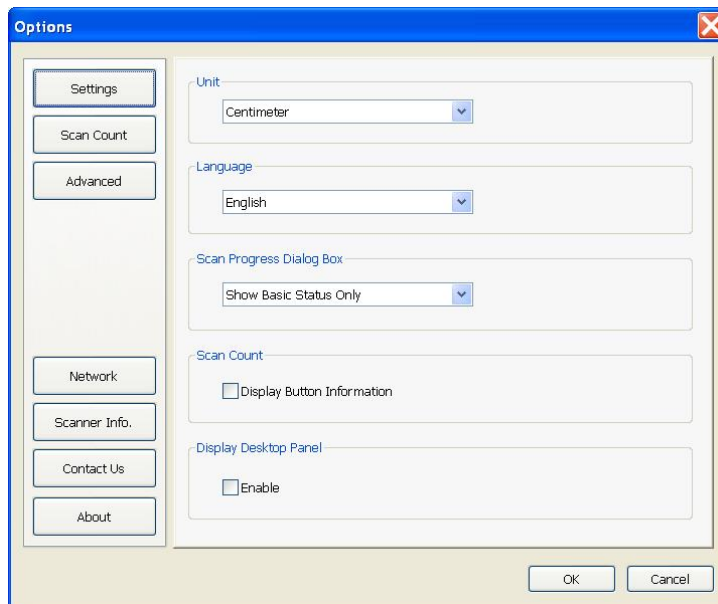 Options
Settings
Scan Count
Advanced
Network
Scanner Info.
Contact Us
About
Unit
Centimeter
Language
English
Scan Progress Dialog Box
Show Basic Status Only
Scan Count
Display Button Information
Display Desktop Panel
Enable
OK
Cancel